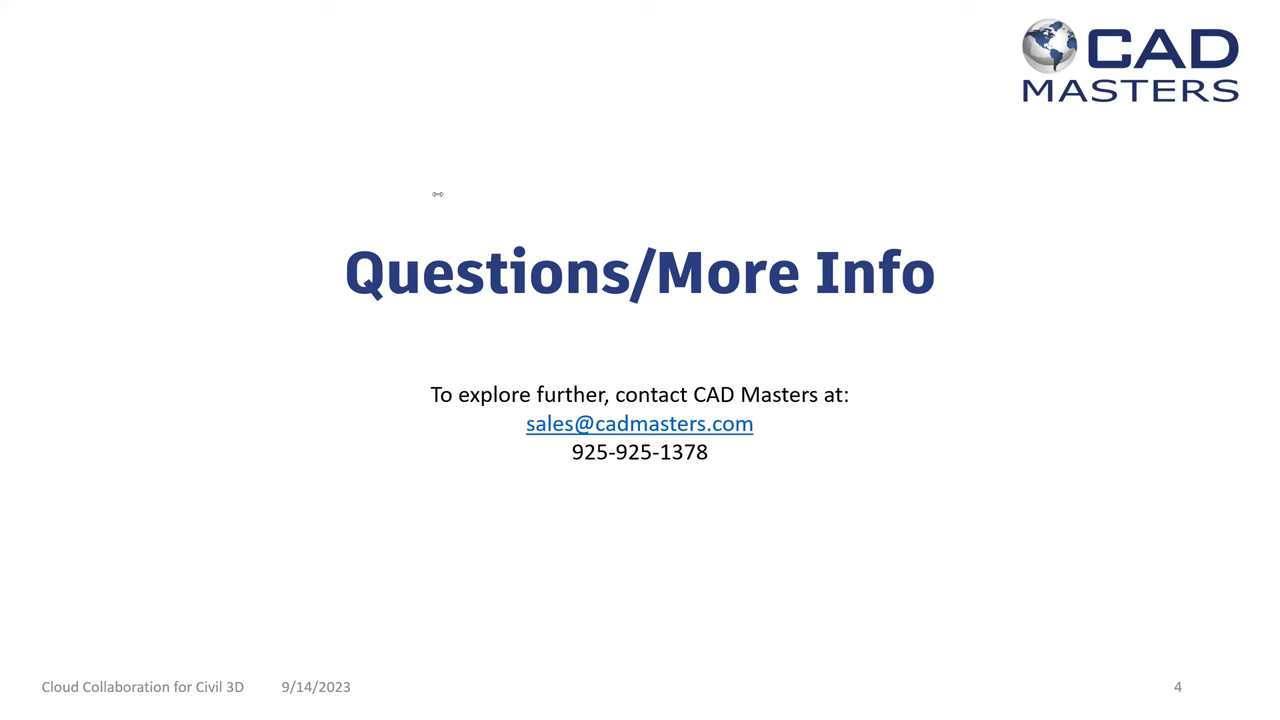 CAD
MASTERS
Questions/More Info
To explore further, contact CAD Masters at:
sales@cadmasters.com
925-925-1378
Cloud Collaboration for Civil 3D 9/14/2023 4